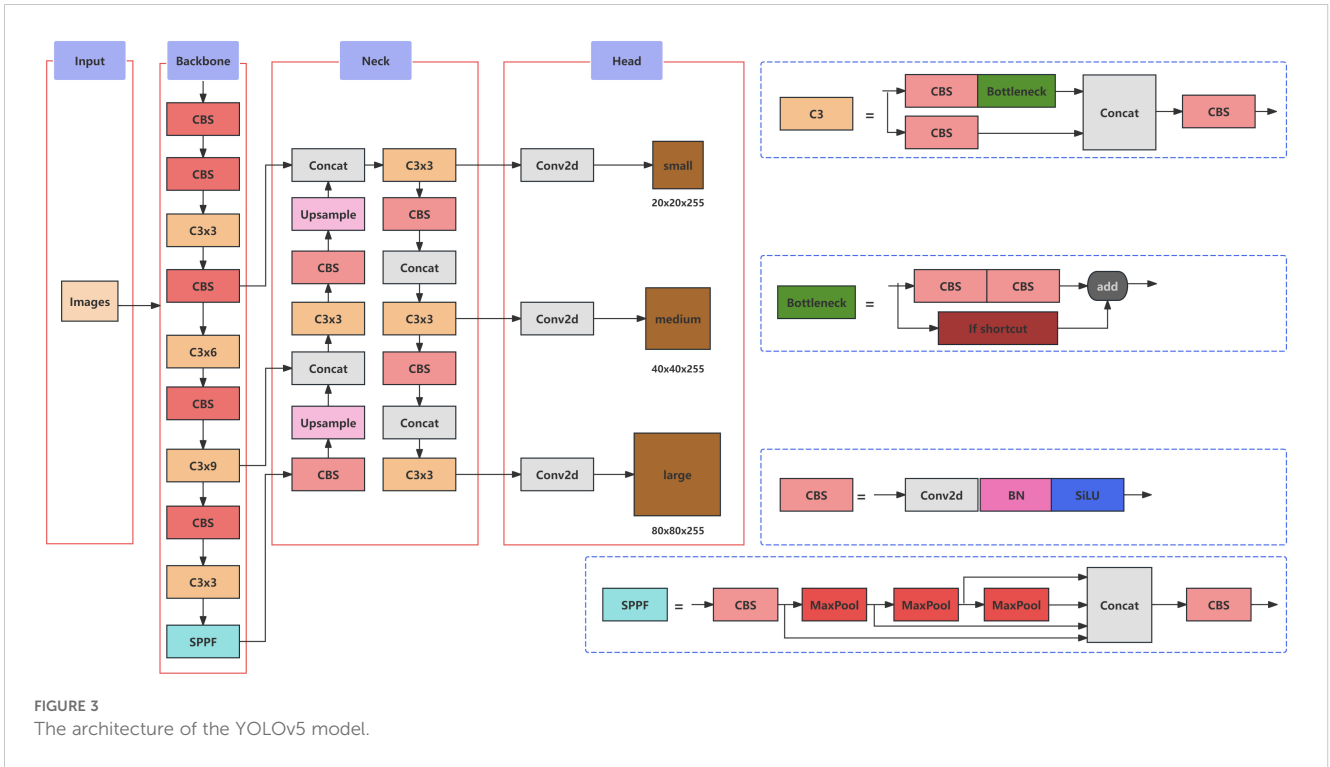 Input
Backbone
Neck
Head
CBS
CBS
C3x3
CBS
C3x6
CBS
C3x9
CBS
C3x3
SPPF
Images
Concat
Upsample
CBS
C3x3
Concat
Upsample
CBS
C3x3
CBS
Concat
C3x3
CBS
Concat
C3x3
Conv2d
small
20x20x255
Conv2d
medium
40x40x255
Conv2d
large
80x80x255
C3
=
CBS
Bottleneck
CBS
Concat
CBS
Bottleneck
=
CBS
CBS
If shortcut
add
CBS
=
Conv2d
BN
SiLU
SPPF
=
CBS
MaxPool
MaxPool
MaxPool
Concat
CBS
FIGURE 3
The architecture of the YOLOv5 model.